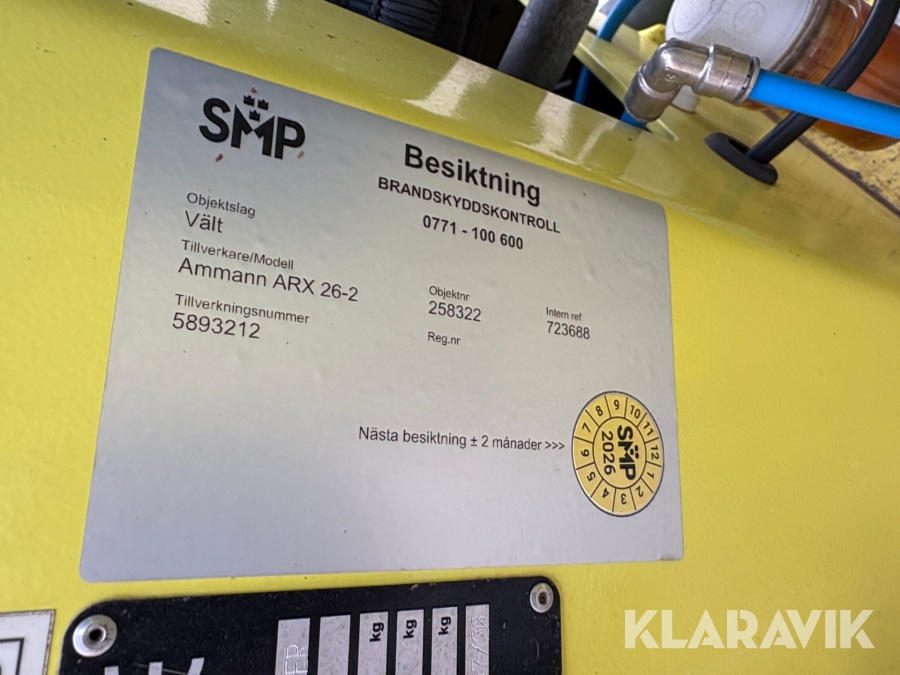 SMP
Besiktning
BRANDSKYDDSKONTROLL
0771 - 100 600
Objektslag
Vält
Tillverkare/Modell
Ammann ARX 26-2
Tillverkningsnummer
5893212
Objektnr
258322
Reg.nr
Intern ref
723688
Nästa besiktning ± 2 månader >>>
1 2 3 4 5 6 7 8 9 10 11 12
SMP
2026
kg
kg
kg
KLARAVIK